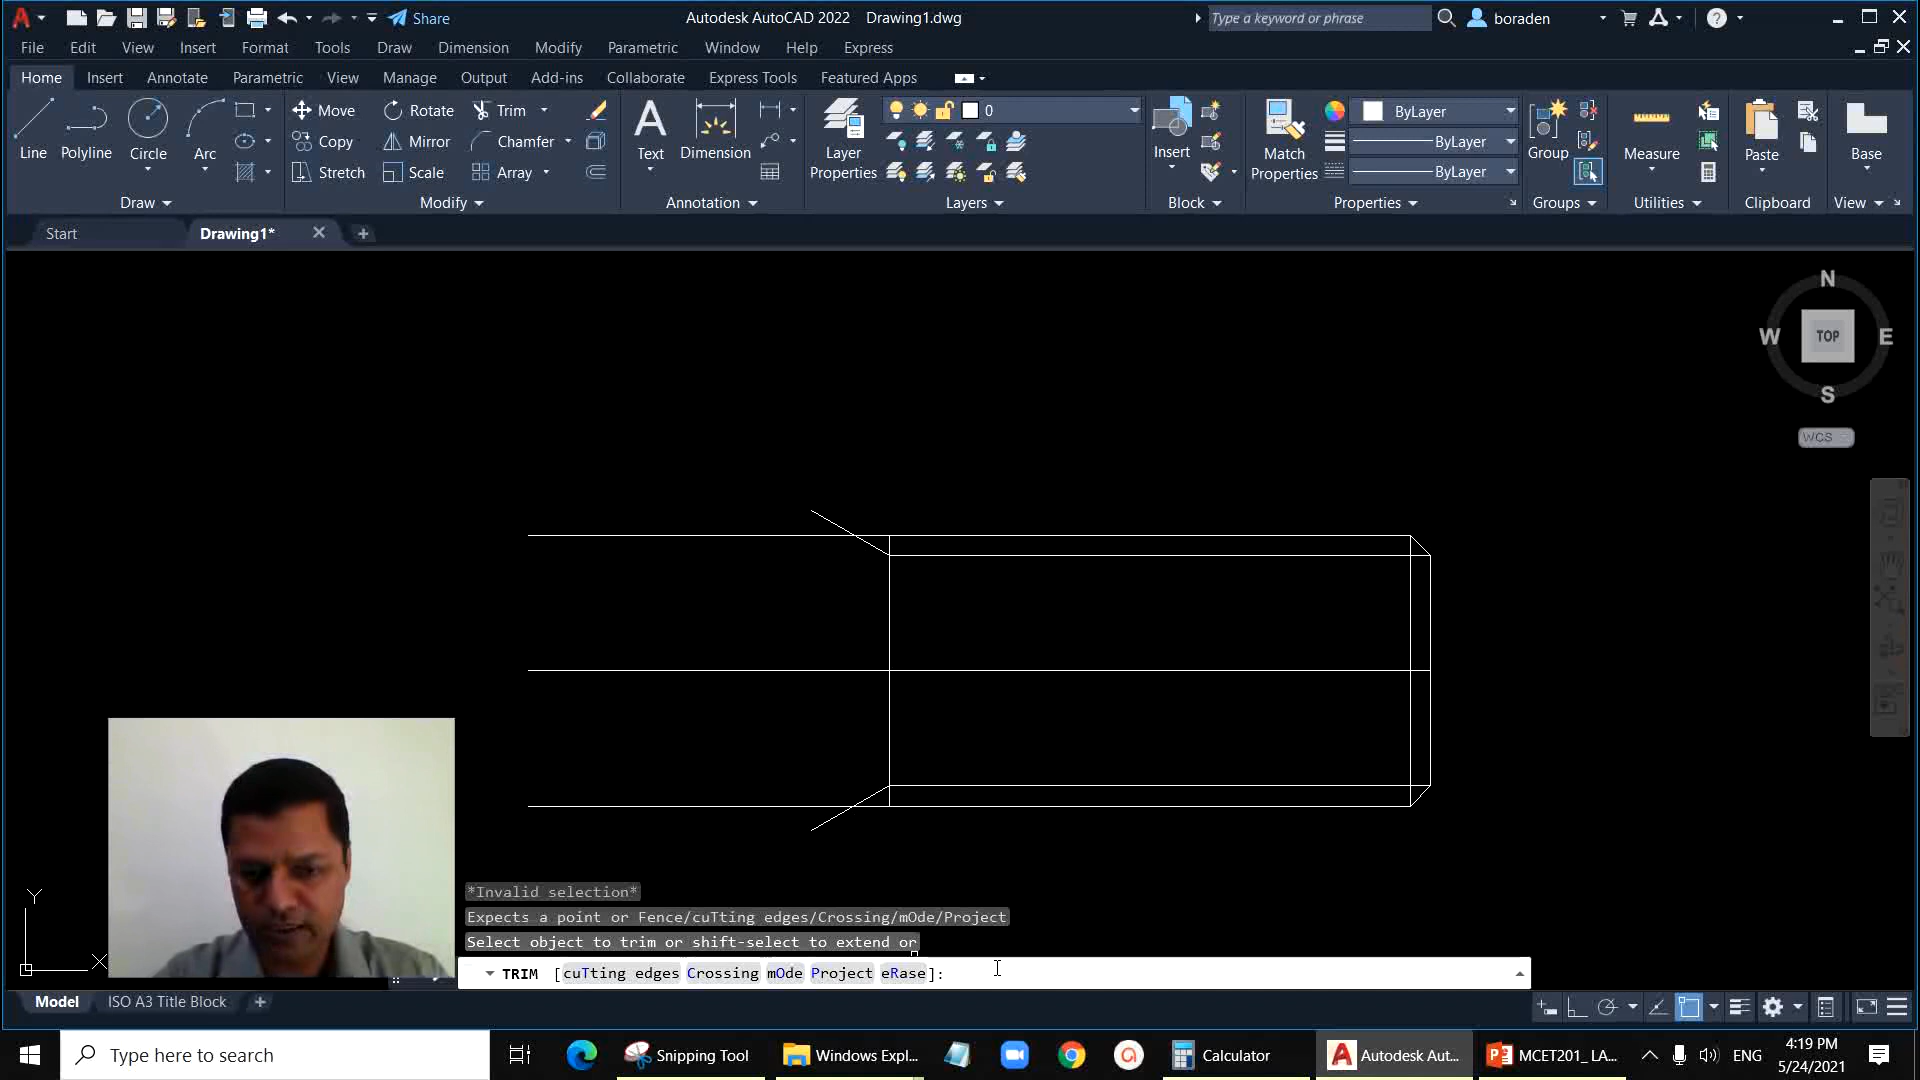 Share
Autodesk AutoCAD 2022 Drawing1.dwg
Type a keyword or phrase
boraden
File Edit View Insert Format Tools Draw Dimension Modify Parametric Window Help Express
Home Insert Annotate Parametric View Manage Output Add-ins Collaborate Express Tools Featured Apps
Line
Polyline
Circle
Arc
Draw
Move
Rotate
Trim
Copy
Mirror
Chamfer
Stretch
Scale
Array
Modify
A
Text
Dimension
Annotation
Layer
Properties
0
Layers
Insert
Block
Match
Properties
ByLayer
ByLayer
ByLayer
Properties
Group
Groups
Measure
Utilities
Paste
Clipboard
Base
View
Start
Drawing1*
N
W
TOP
E
S
WCS
Y
X
*Invalid selection*
Expects a point or Fence/cuTting edges/Crossing/mOde/Project
Select object to trim or shift-select to extend or
TRIM [cuTting edges Crossing mOde Project eRase]:
Model
ISO A3 Title Block
Type here to search
Snipping Tool
Windows Expl...
Calculator
Autodesk Aut...
MCET201_ LA...
ENG
4:19 PM
5/24/2021